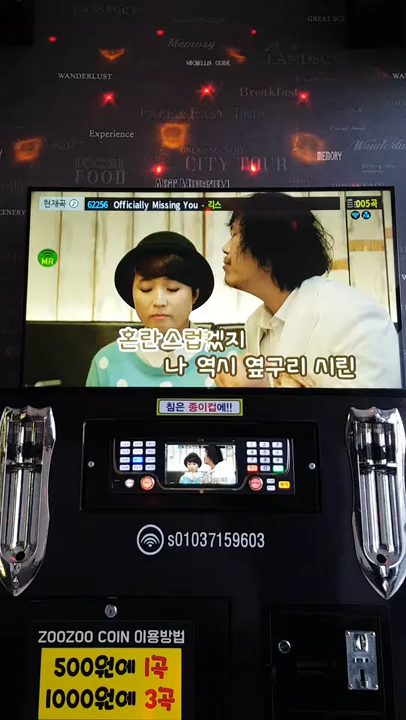 PASSPORT
GREAT SCE
Memory
LANDSC
MICHELLIN GUIDE
WANDERLUST
Breakfast
FREE & EASY TRIP
Experience
Wanderlust
MEMORY
LOCAL
FOOD
CITY TOUR
ART MUSEUM
CENERY
현재곡 62256 Officially Missing You - 긱스 005곡
MR
혼란스럽겠지
나 역시 옆구리 시린
침은 종이컵에!!
s01037159603
ZOOZOO COIN 이용방법
500원에 1곡
1000원에 3곡